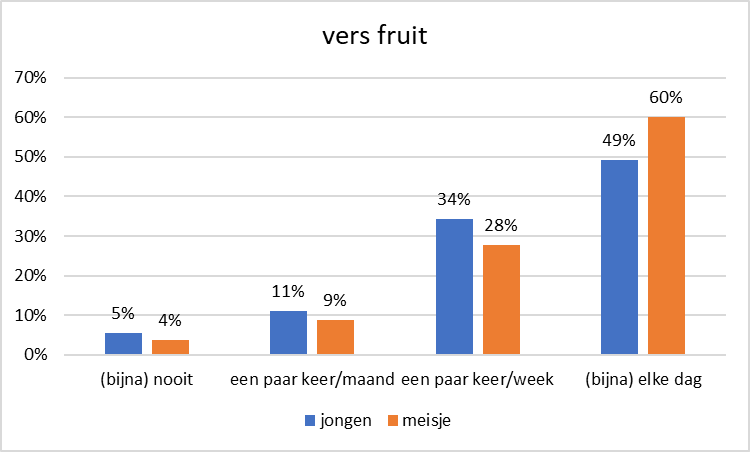 vers fruit
70%
60%
50%
40%
30%
20%
10%
0%
5%
4%
11%
9%
34%
28%
49%
60%
(bijna) nooit
een paar keer/maand
een paar keer/week
(bijna) elke dag
jongen
meisje